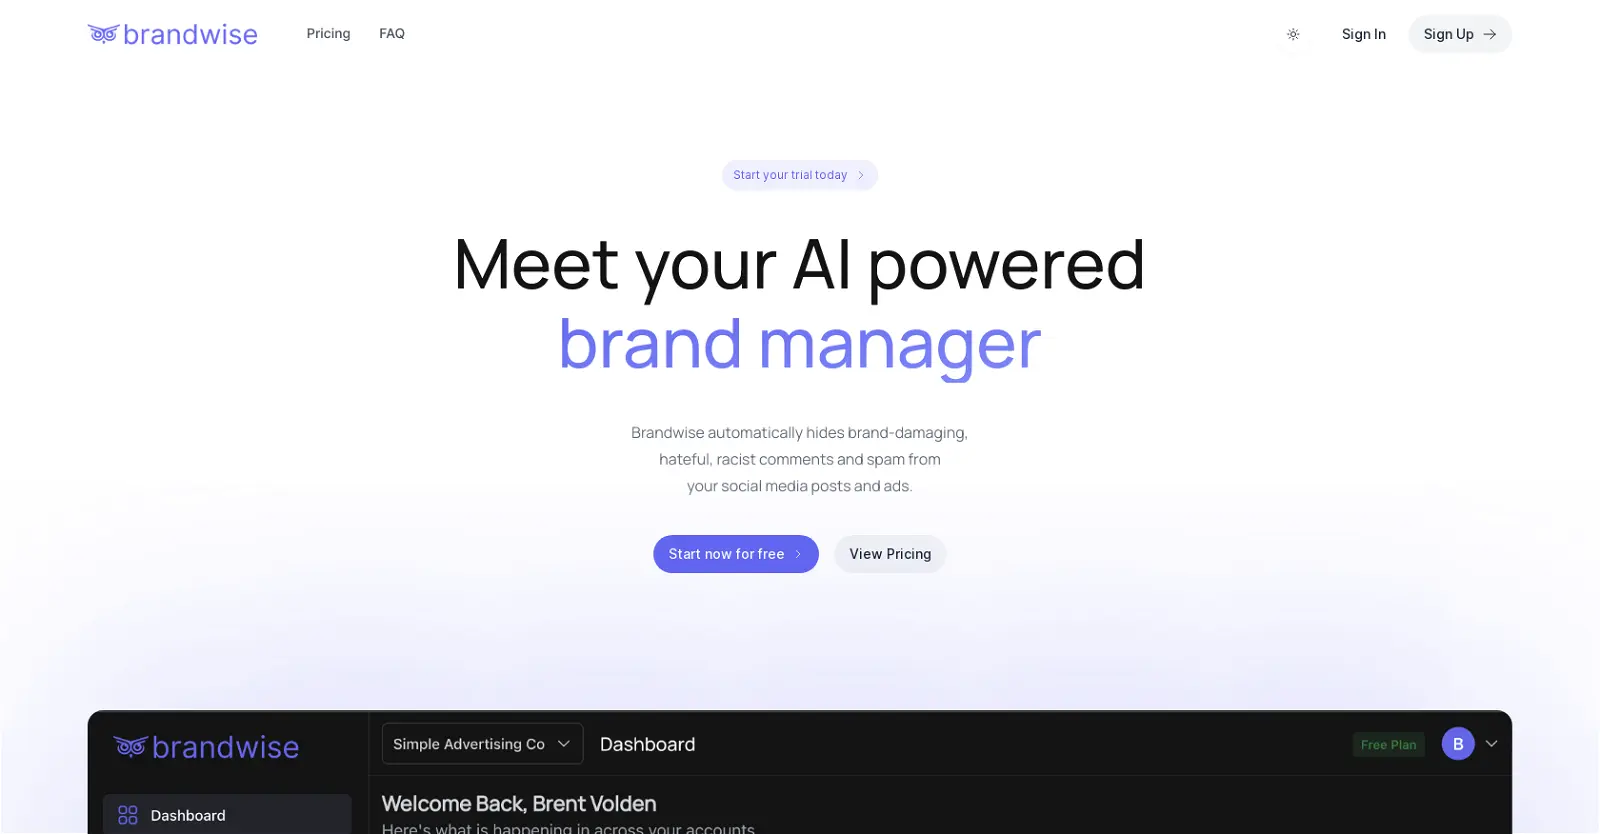 brandwise
Pricing
FAQ
Sign In
Sign Up
Start your trial today
Meet your AI powered
brand manager
Brandwise automatically hides brand-damaging,
hateful, racist comments and spam from
your social media posts and ads.
Start now for free
View Pricing
brandwise
Simple Advertising Co
Dashboard
Free Plan
B
Dashboard
Welcome Back, Brent Volden
Here's what is happening in across your accounts